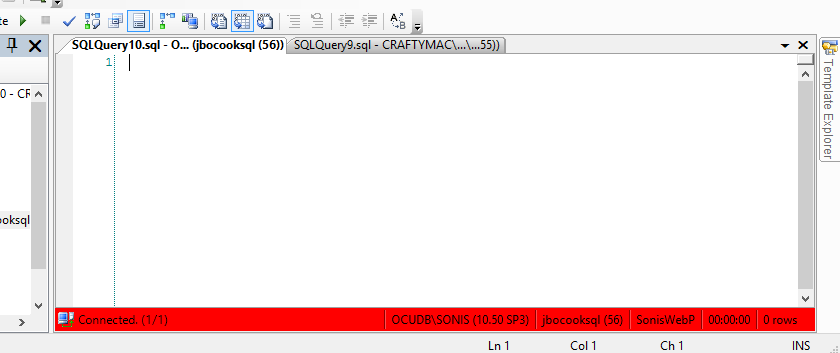 te
SQLQuery10.sql - O... (jbocooksql (56))
SQLQuery9.sql - CRAFTYMAC\...\...55))
1
0 - CR
ooksql
Template Explorer
Connected. (1/1)
OCUDB\SONIS (10.50 SP3)
jbocooksql (56)
SonisWebP
00:00:00
0 rows
Ln 1
Col 1
Ch 1
INS